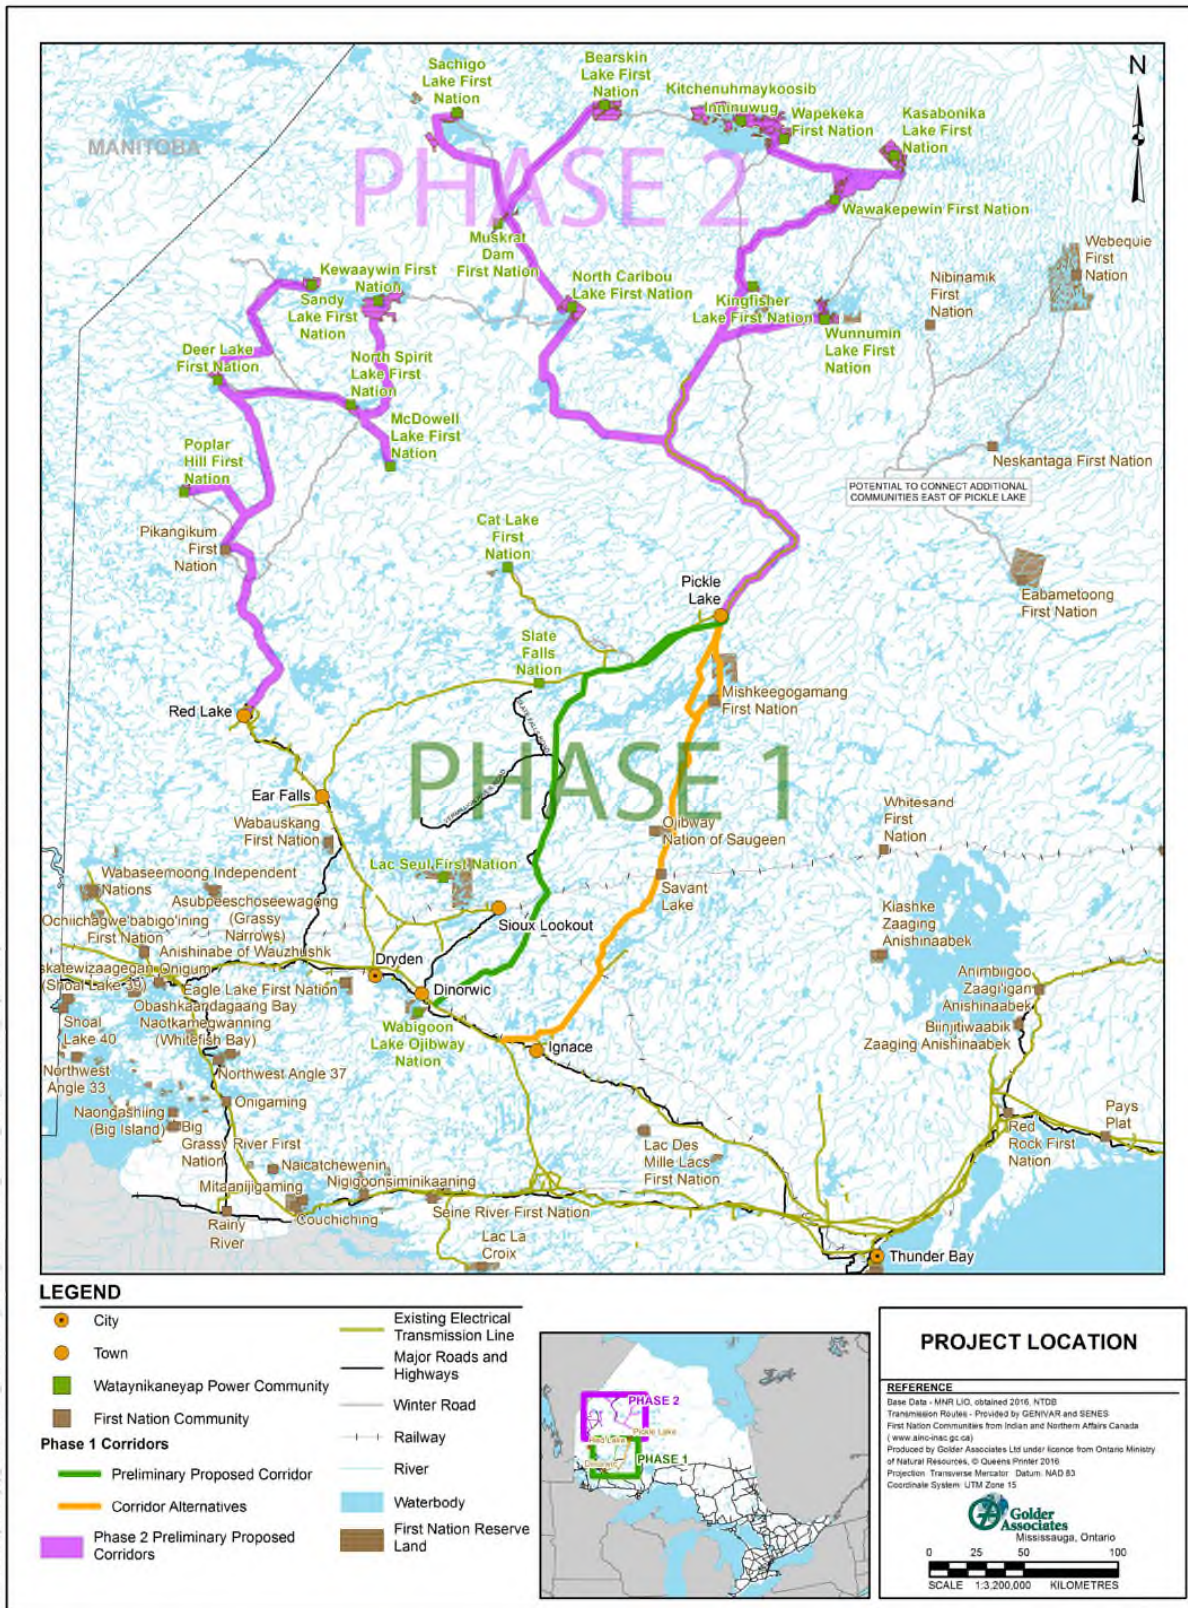 Sachigo
Lake First
Nation
Bearskin
Lake First
Nation
Kitchenuhmaykoosib
Inninuwug
Wapekeka
First Nation
Kasabonika
Lake First
Nation
N
MANITOBA
PHASE 2
Wawakepewin First Nation
Muskrat
Dam
First Nation
Webequie
First
Nation
Kewaaywin First
Nation
Sandy
Lake First
Nation
North Caribou
Lake First Nation
Kingfisher
Lake First Nation
Nibinamik
First
Nation
Wunnumin
Lake First
Nation
Deer Lake
First Nation
North Spirit
Lake First
Nation
McDowell
Lake First
Nation
Poplar
Hill First
Nation
Neskantaga First Nation
POTENTIAL TO CONNECT ADDITIONAL
COMMUNITIES EAST OF PICKLE LAKE
Pikangikum
First
Nation
Cat Lake
First
Nation
Pickle
Lake
Eabametoong
First Nation
Slate
Falls
Nation
Mishkeegogamang
First Nation
Red Lake
PHASE 1
Ear Falls
Wabauskang
First Nation
Ojibway
Nation of Saugeen
Whitesand
First
Nation
Lac Seul First Nation
Savant
Lake
Wabaseemoong Independent
Nations
Asubpeeschoseewagong
(Grassy
Narrows)
Ochiichagwe'babigo'ining
First Nation
Sioux Lookout
Kiashke
Zaaging
Anishinaabek
Anishinabe of Wauzhushk
Onigum
skatewizaagegan
(Shoal Lake 39)
Dryden
Eagle Lake First Nation
Dinorwic
Animbiigoo
Zaagi'igan
Anishinaabek
Obashkaandagaang Bay
Naotkamegwanning
(Whitefish Bay)
Shoal
Lake 40
Wabigoon
Lake Ojibway
Nation
Biinjitiwaabik
Zaaging Anishinaabek
Ignace
Northwest
Angle 33
Northwest Angle 37
Onigaming
Naongashiing
(Big Island)
Big
Grassy River First
Nation
Lac Des
Mille Lacs
First Nation
Red
Rock First
Nation
Pays
Plat
Naicatchewenin
Mitaanjigaming
Nigigoonsiminikaaning
Couchiching
Seine River First Nation
Rainy
River
Lac La
Croix
Thunder Bay
LEGEND
City
Town
Wataynikaneyap Power Community
First Nation Community
Phase 1 Corridors
Preliminary Proposed Corridor
Corridor Alternatives
Phase 2 Preliminary Proposed
Corridors
Existing Electrical
Transmission Line
Major Roads and
Highways
Winter Road
Railway
River
Waterbody
First Nation Reserve
Land
PHASE 2
Pickle Lake
Red Lake
Dinorwic
PHASE 1
PROJECT LOCATION
REFERENCE
Base Data - MNR LIO, obtained 2016, NTDB
Transmission Routes - Provided by GENIVAR and SENES
First Nation Communities from Indian and Northern Affairs Canada
( www.ainc-inac.gc.ca)
Produced by Golder Associates Ltd under licence from Ontario Ministry
of Natural Resources, © Queens Printer 2016
Projection: Transverse Mercator Datum: NAD 83
Coordinate System: UTM Zone 15
Golder
Associates
Mississauga, Ontario
0 25 50 100
SCALE 1:3,200,000 KILOMETRES